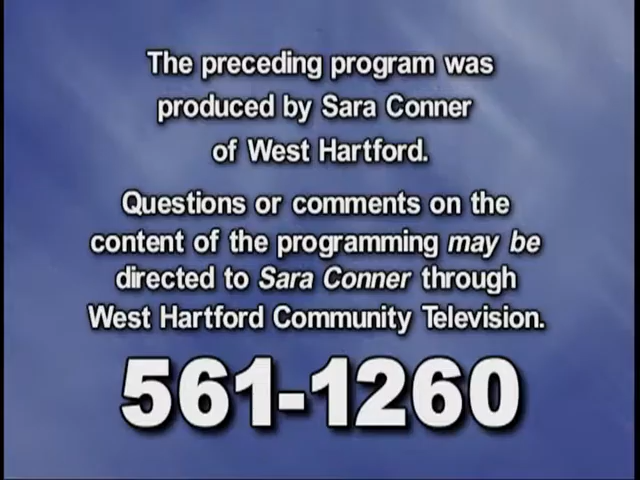 The preceding program was
produced by Sara Conner
of West Hartford.
Questions or comments on the
content of the programming may be
directed to Sara Conner through
West Hartford Community Television.
561-1260